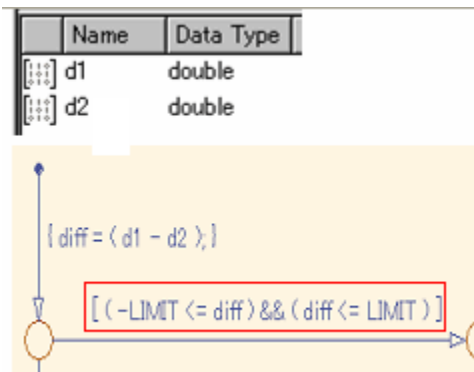 Name Data Type
d1 double
d2 double
{ diff = ( d1 - d2 ); }
[ ( -LIMIT <= diff ) && ( diff <= LIMIT ) ]